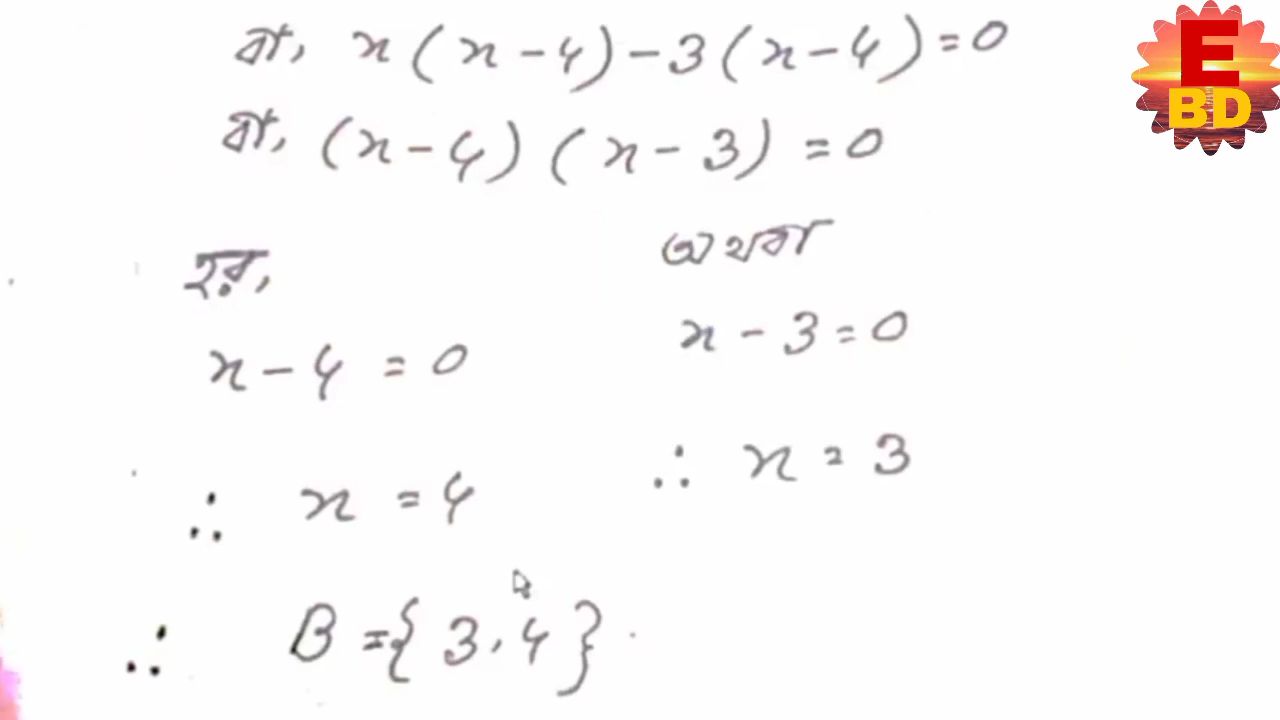 বা, x(x-4)-3(x-4)=0
বা, (x-4)(x-3)=0
হয়,
x-4=0
∴ x=4
অথবা
x-3=0
∴ x=3
∴ B={3,4}
E
BD